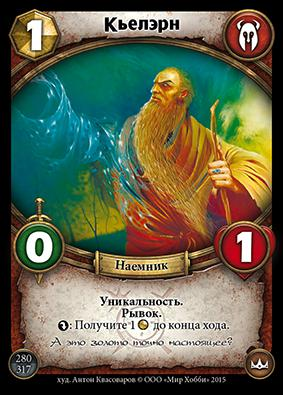 Кьелэрн
1
0
1
Наемник
Уникальность.
Рывок.
: Получите 1 до конца хода.
А это золото точно настоящее?
280
317
худ. Антон Квасоваров © ООО «Мир Хобби» 2015